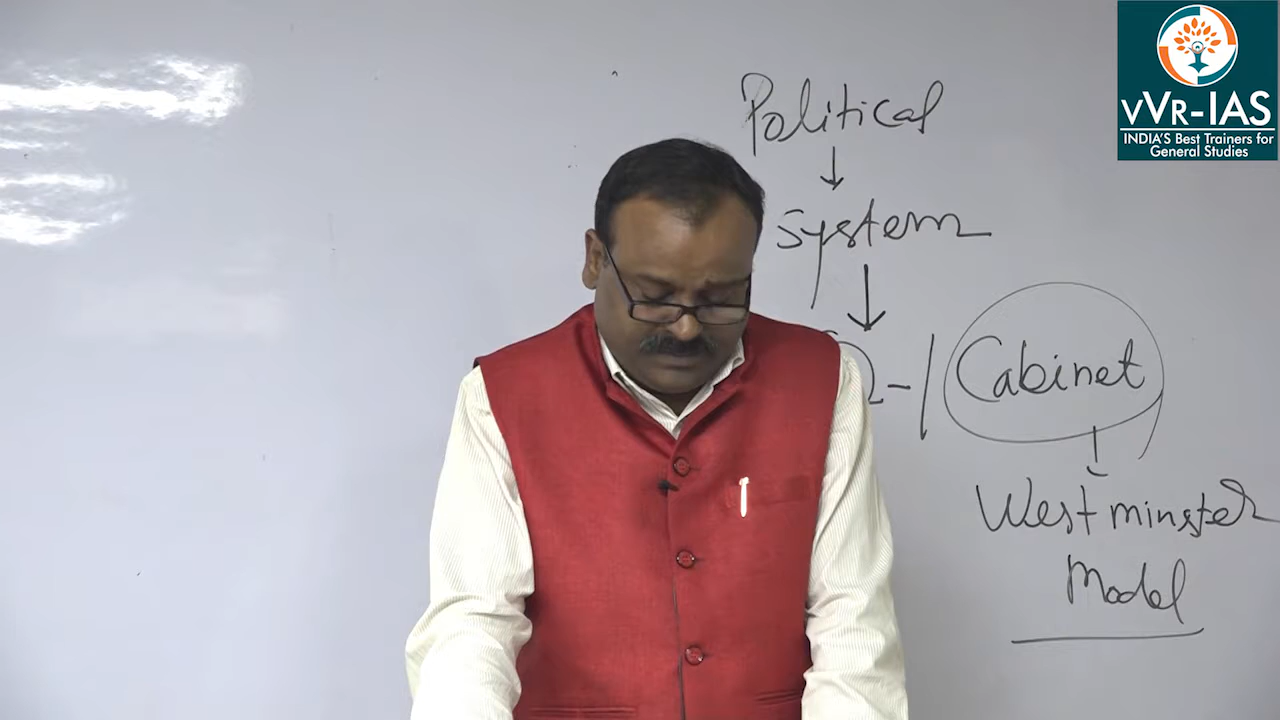 Political
↓
System
↓
/ Cabinet
↓
Westminster
Model
vVr-IAS
INDIA'S Best Trainers for
General Studies